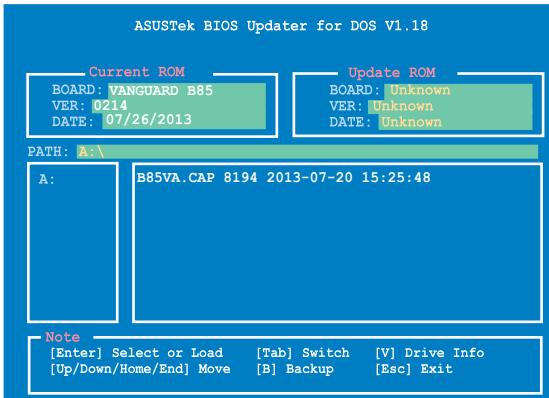 ASUSTek BIOS Updater for DOS V1.18
Current ROM
BOARD: VANGUARD B85
VER: 0214
DATE: 07/26/2013
Update ROM
BOARD: Unknown
VER: Unknown
DATE: Unknown
PATH: A:\
A:
B85VA.CAP 8194 2013-07-20 15:25:48
Note
[Enter] Select or Load [Tab] Switch [V] Drive Info
[Up/Down/Home/End] Move [B] Backup [Esc] Exit